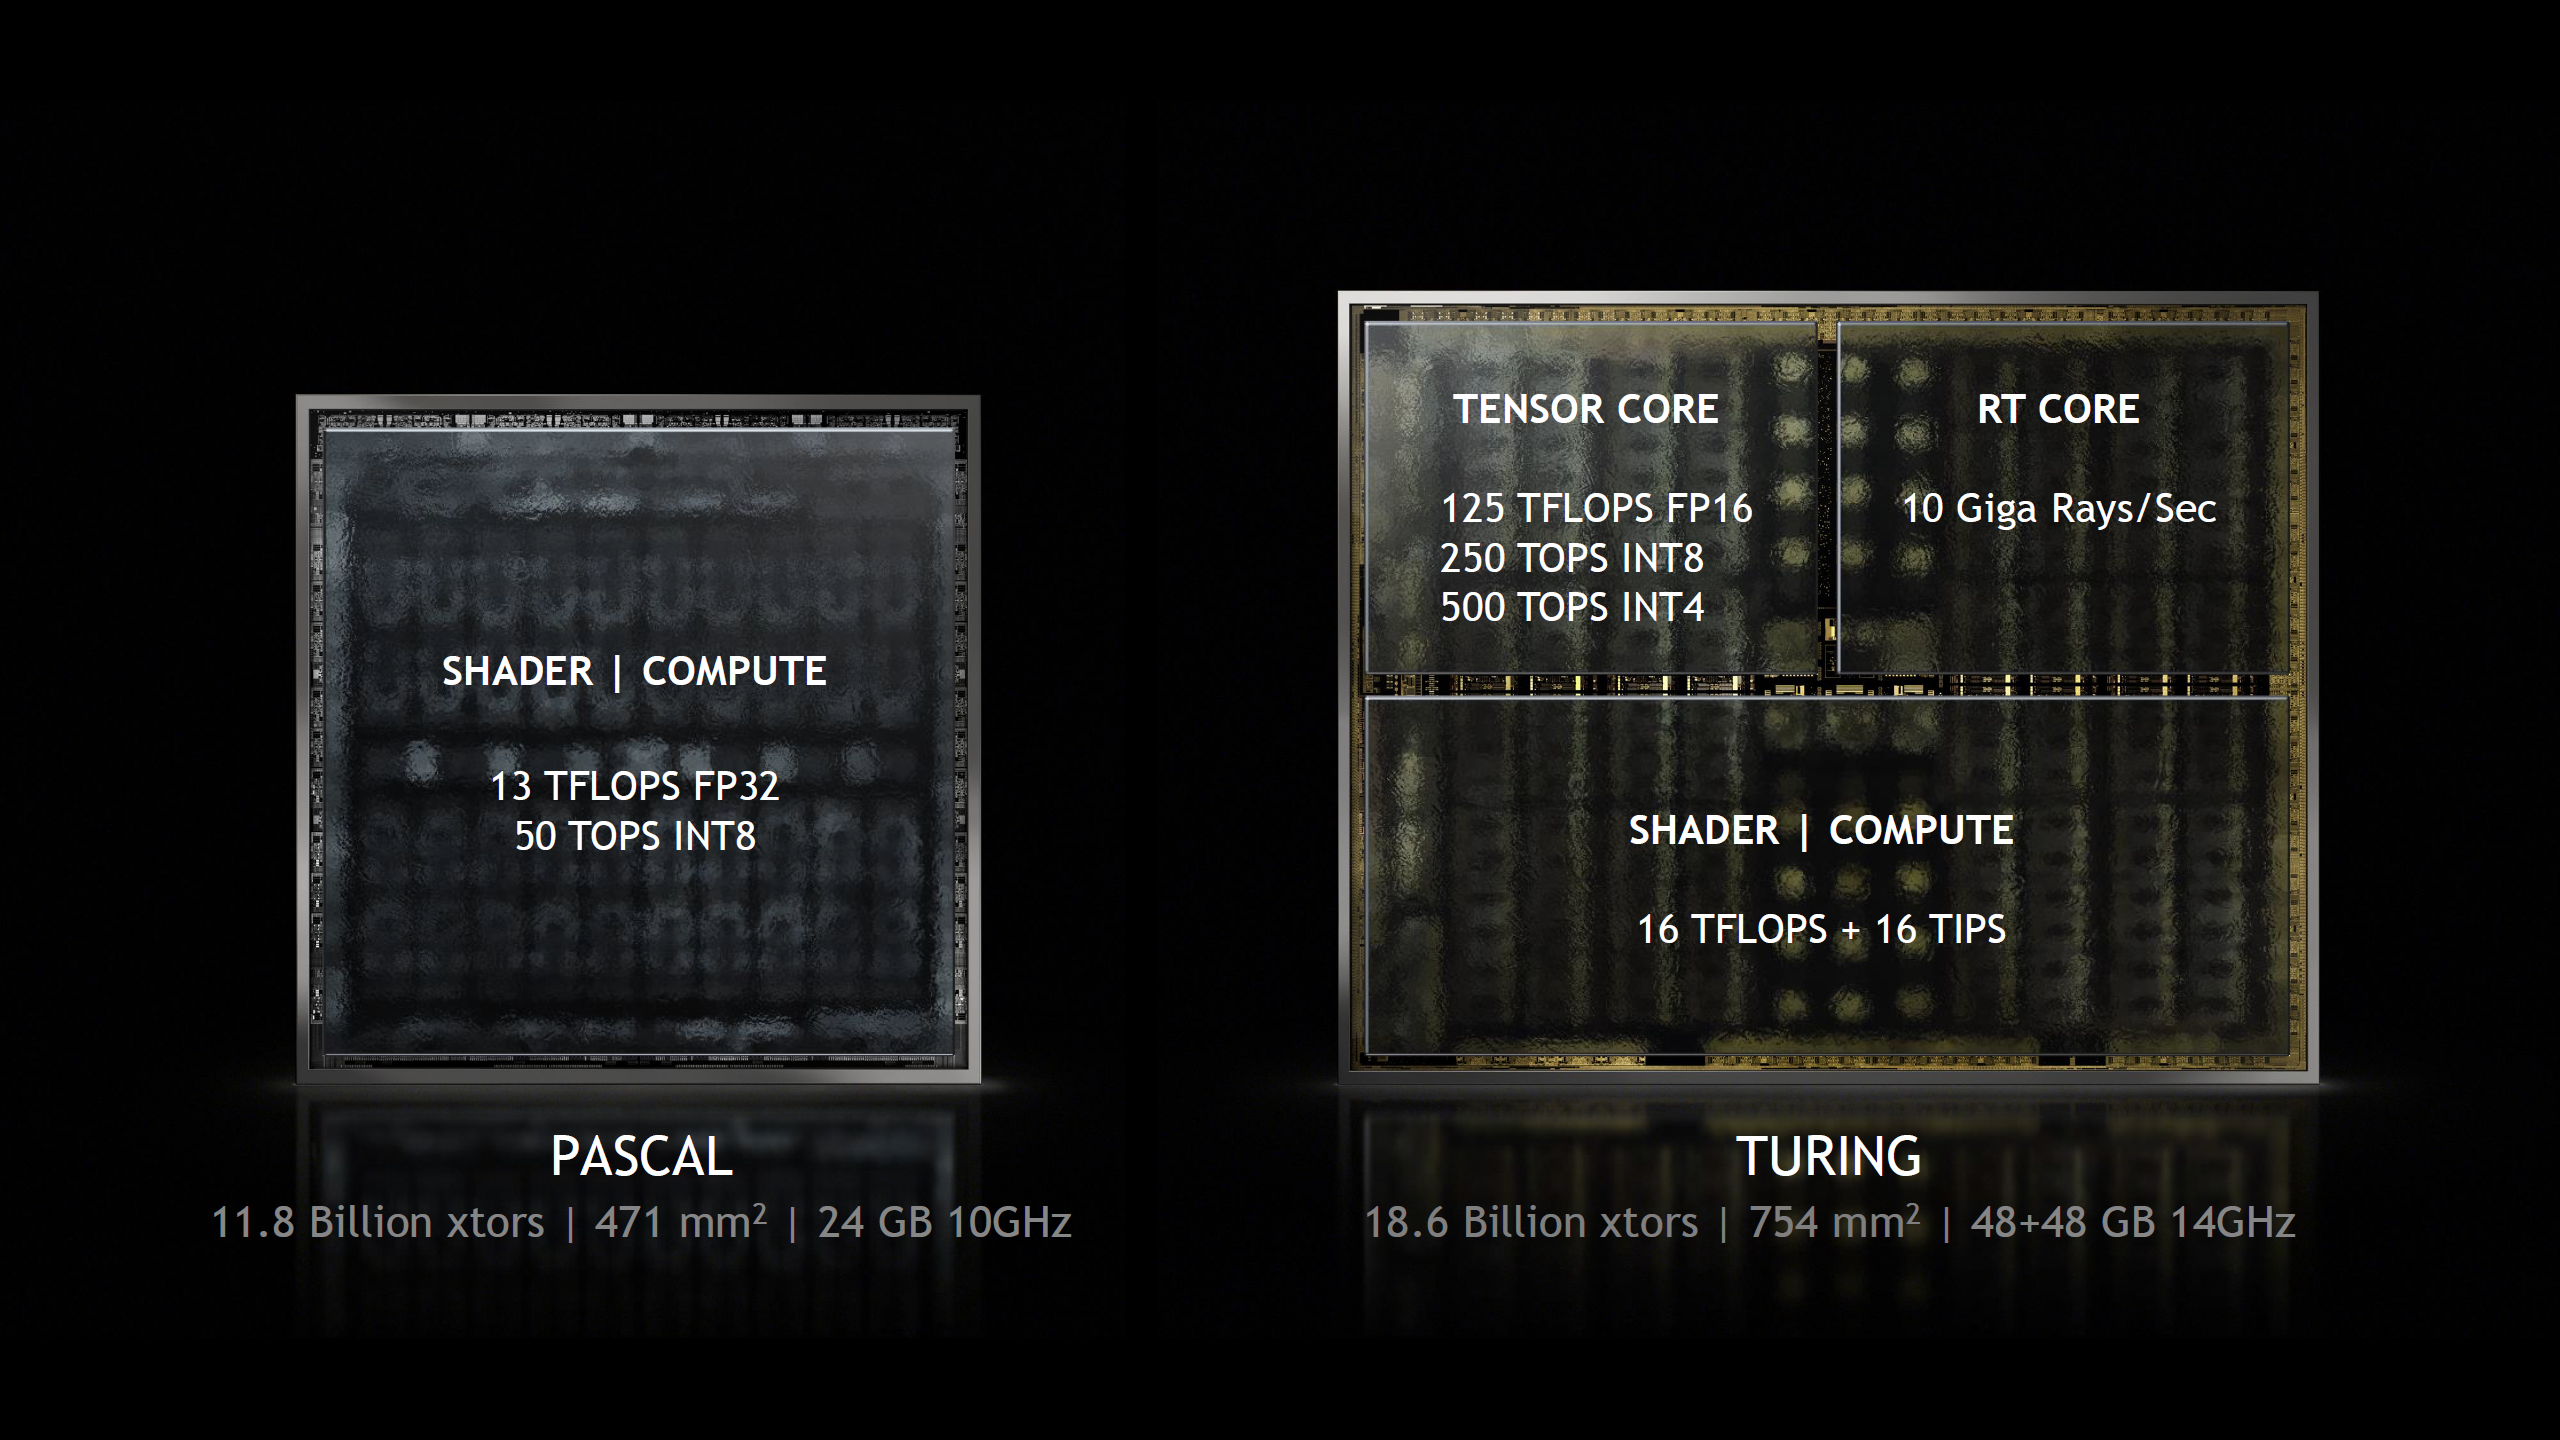 SHADER | COMPUTE
13 TFLOPS FP32
50 TOPS INT8
PASCAL
11.8 Billion xtors | 471 mm² | 24 GB 10GHz
TENSOR CORE
125 TFLOPS FP16
250 TOPS INT8
500 TOPS INT4
RT CORE
10 Giga Rays/Sec
SHADER | COMPUTE
16 TFLOPS + 16 TIPS
TURING
18.6 Billion xtors | 754 mm² | 48+48 GB 14GHz